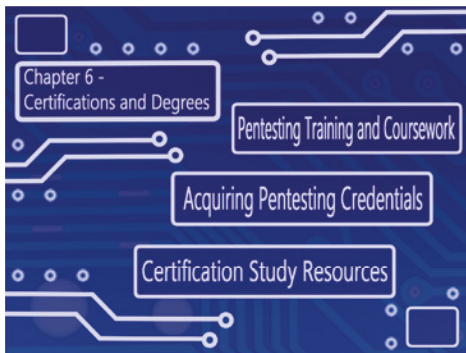 Chapter 6 -
Certifications and Degrees
Pentesting Training and Coursework
Acquiring Pentesting Credentials
Certification Study Resources